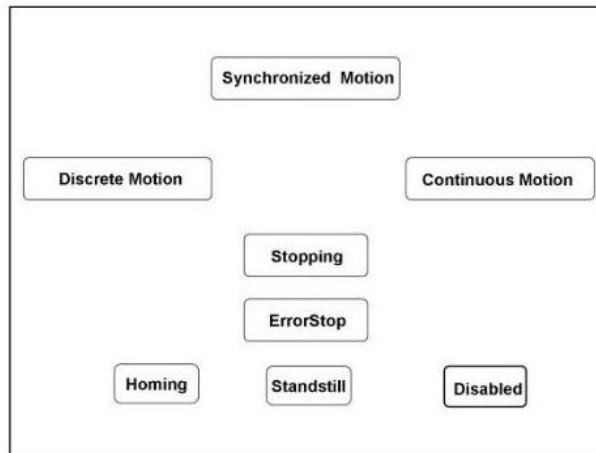 Synchronized Motion
Discrete Motion
Continuous Motion
Stopping
ErrorStop
Homing
Standstill
Disabled